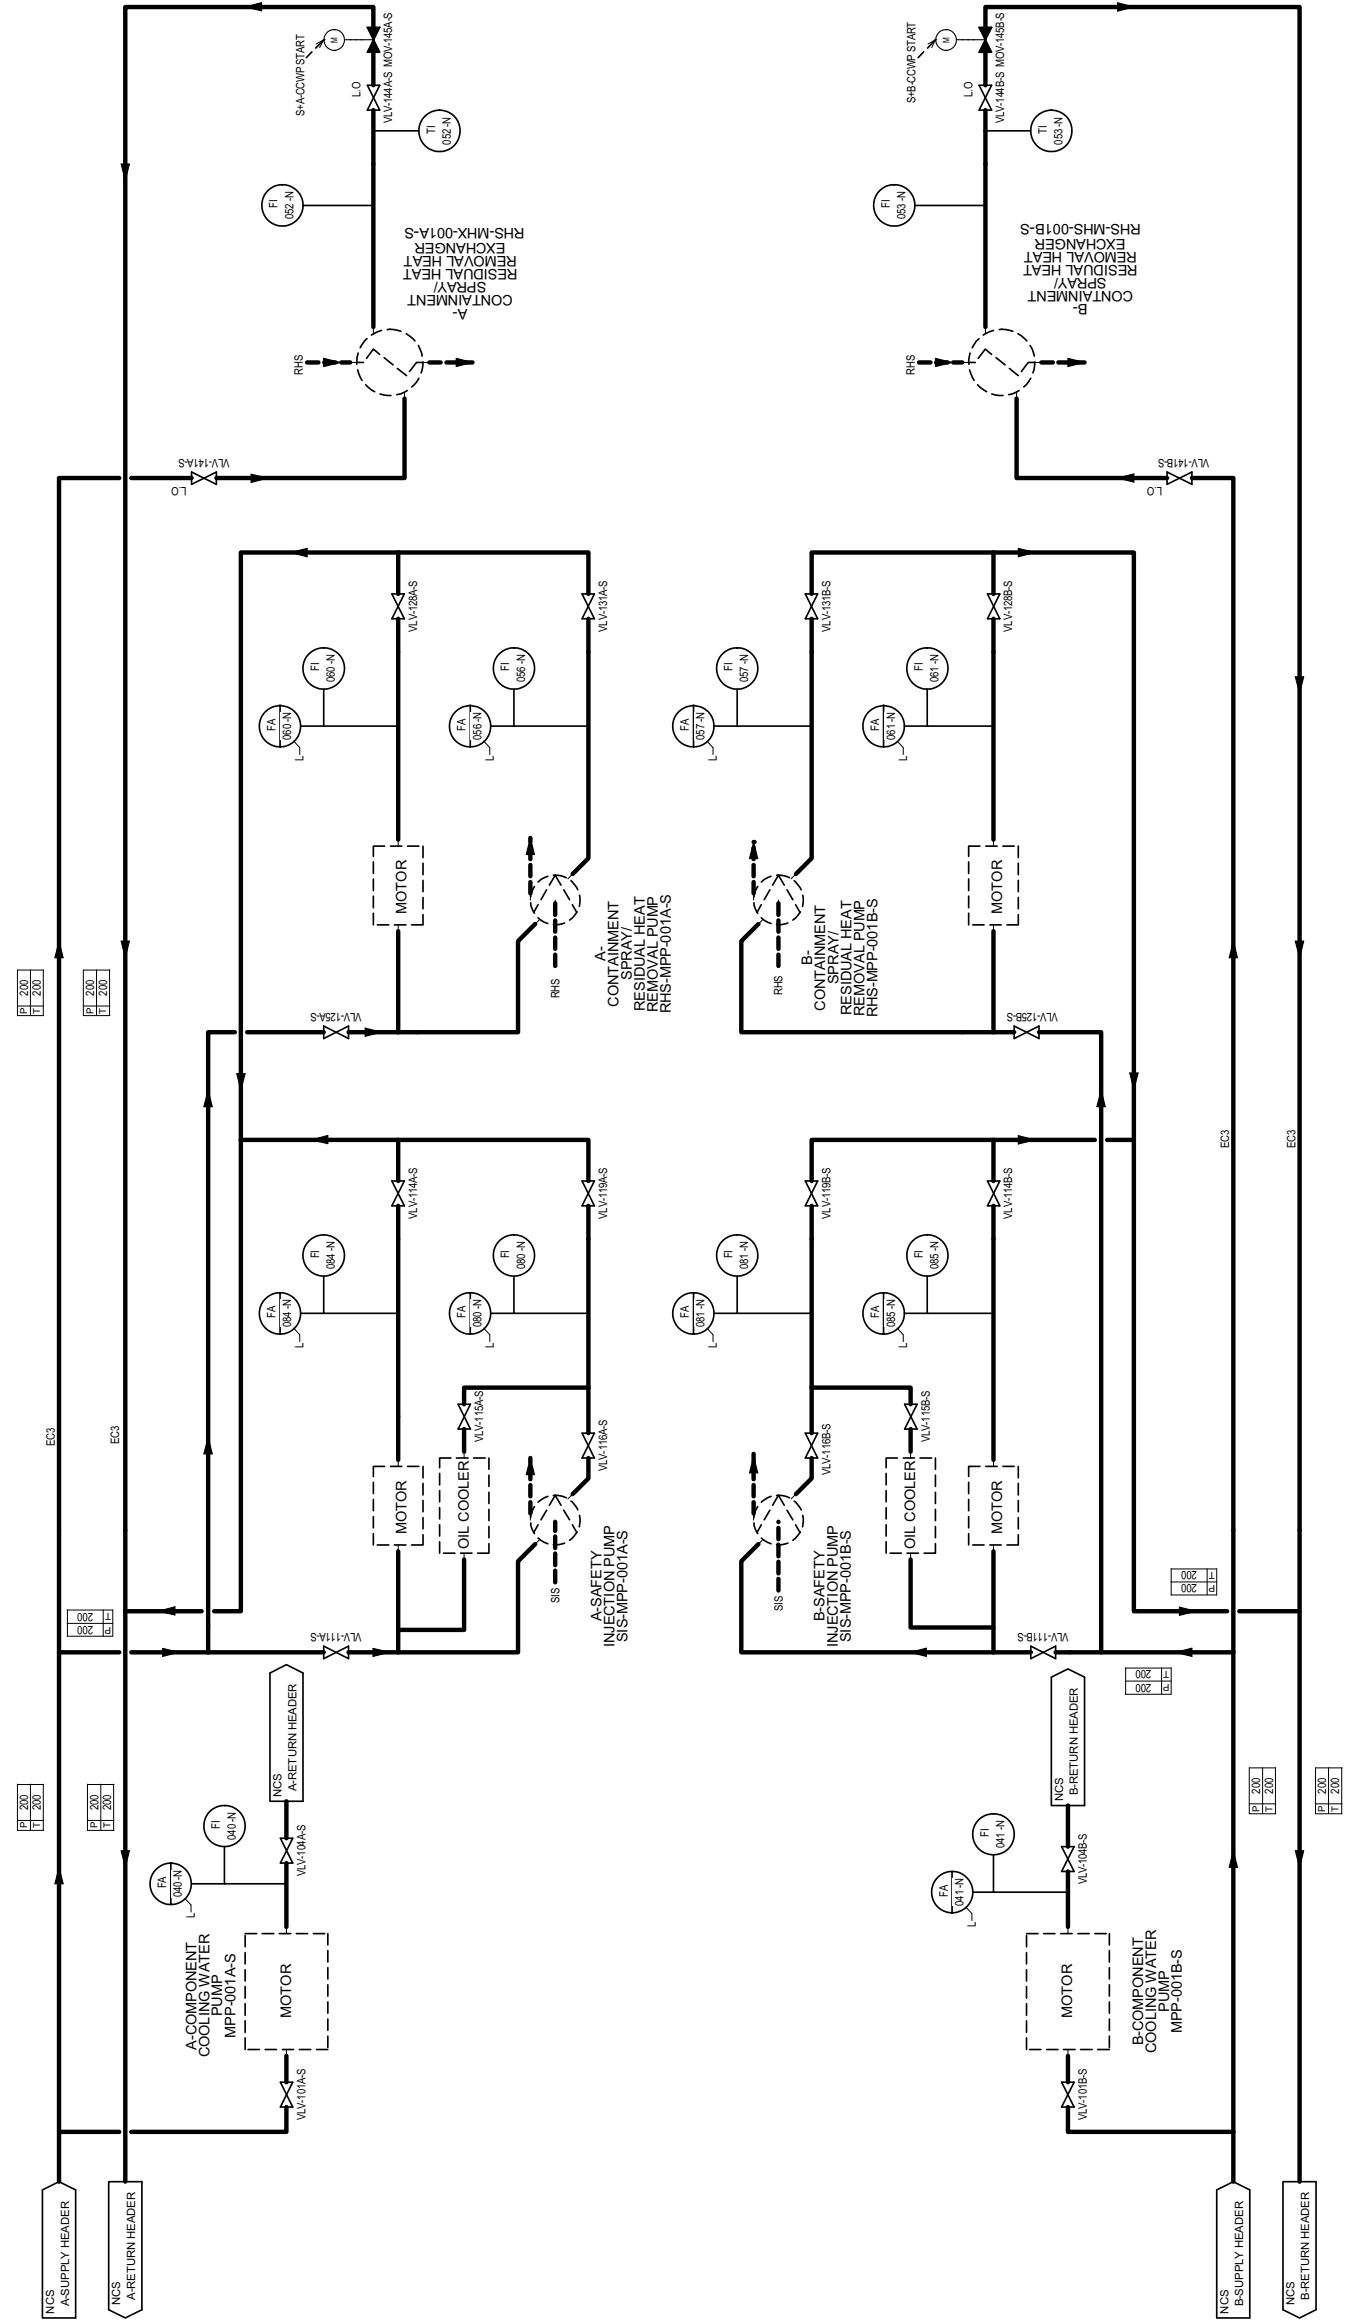 S+A-CCWP START
M
MOV-145A-S
L.O
VLV-144A-S
TI
052-N
FI
052-N
A-
CONTAINMENT
SPRAY/
RESIDUAL HEAT
REMOVAL HEAT
EXCHANGER
RHS-MHX-001A-S
RHS
VLV-141A-S
L.O
S+B-CCWP START
M
MOV-145B-S
L.O
VLV-144B-S
TI
053-N
FI
053-N
B-
CONTAINMENT
SPRAY/
RESIDUAL HEAT
REMOVAL HEAT
EXCHANGER
RHS-MHS-001B-S
RHS
VLV-141B-S
L.O
VLV-128A-S
VLV-131A-S
VLV-131B-S
VLV-128B-S
FI
060-N
FA
060-N
L
FI
056-N
FA
056-N
L
FI
057-N
FA
057-N
L
FI
061-N
FA
061-N
L
MOTOR
RHS
A-
CONTAINMENT
SPRAY/
RESIDUAL HEAT
REMOVAL PUMP
RHS-MPP-001A-S
RHS
B-
CONTAINMENT
SPRAY/
RESIDUAL HEAT
REMOVAL PUMP
RHS-MPP-001B-S
MOTOR
P 200
T 200
P 200
T 200
VLV-125A-S
VLV-125B-S
EC3
EC3
EC3
EC3
VLV-114A-S
VLV-119A-S
VLV-119B-S
VLV-114B-S
FI
084-N
FA
084-N
L
FI
080-N
FA
080-N
L
FI
081-N
FA
081-N
L
FI
085-N
FA
085-N
L
VLV-115A-S
VLV-116A-S
VLV-116B-S
VLV-115B-S
MOTOR
OIL COOLER
SIS
A-SAFETY
INJECTION PUMP
SIS-MPP-001A-S
SIS
B-SAFETY
INJECTION PUMP
SIS-MPP-001B-S
OIL COOLER
MOTOR
P 200
T 200
P 200
T 200
P 200
T 200
VLV-111A-S
VLV-111B-S
NCS
A-RETURN HEADER
NCS
B-RETURN HEADER
P 200
T 200
P 200
T 200
P 200
T 200
P 200
T 200
FI
040-N
FA
040-N
L
VLV-104A-S
FI
041-N
FA
041-N
L
VLV-104B-S
A-COMPONENT
COOLING WATER
PUMP
MPP-001A-S
MOTOR
VLV-101A-S
MOTOR
B-COMPONENT
COOLING WATER
PUMP
MPP-001B-S
VLV-101B-S
NCS
A-SUPPLY HEADER
NCS
A-RETURN HEADER
NCS
B-SUPPLY HEADER
NCS
B-RETURN HEADER